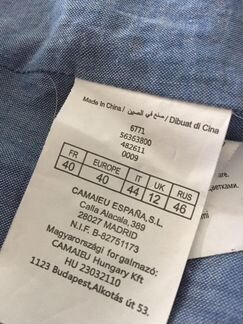 Made in China / صنع في الصين / Dibuat di Cina
6771
56363800
482611
0009
FR EUROPE IT UK RUS
40 40 44 12 46
CAMAIEU ESPAÑA,S.L.
Calla Alacala,389
28027 MADRID
N.I.F. B-82751173
Magyarországi forgalmazó:
CAMAIEU Hungary Kft
HU 23032110
1123 Budapest,Alkotás út 53.